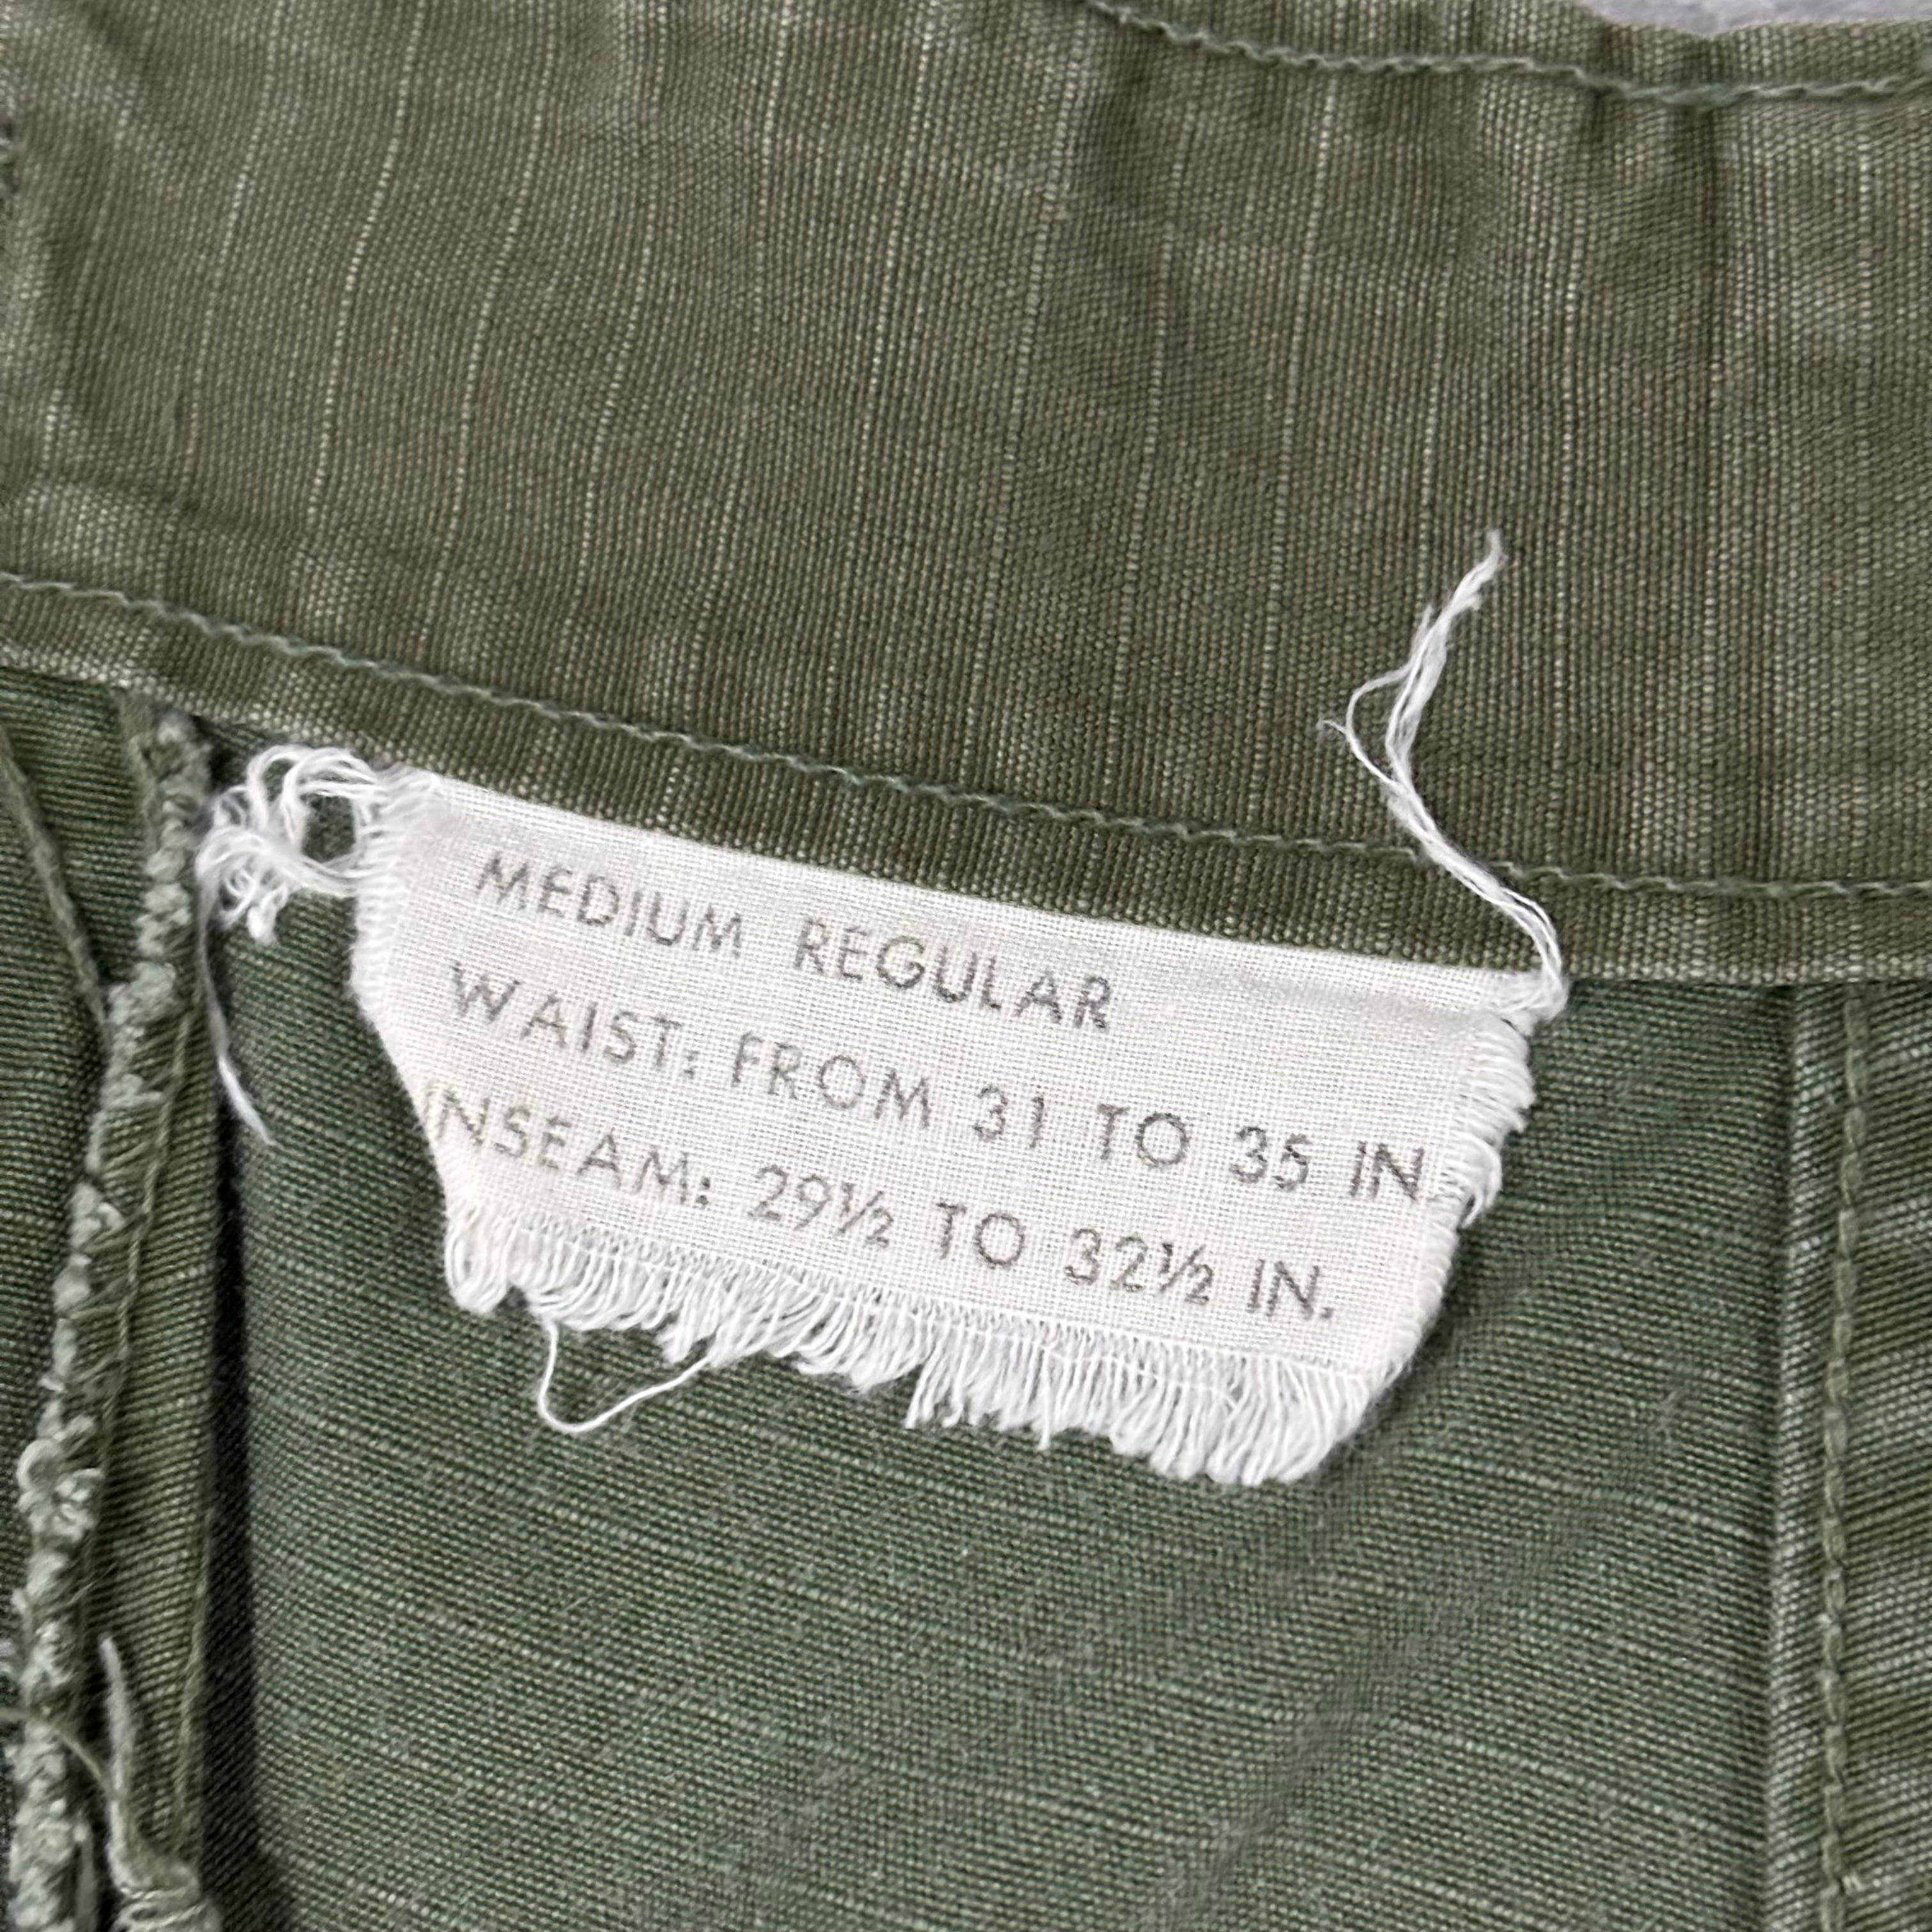 MEDIUM REGULAR
WAIST: FROM 31 TO 35 IN.
INSEAM: 29½ TO 32½ IN.